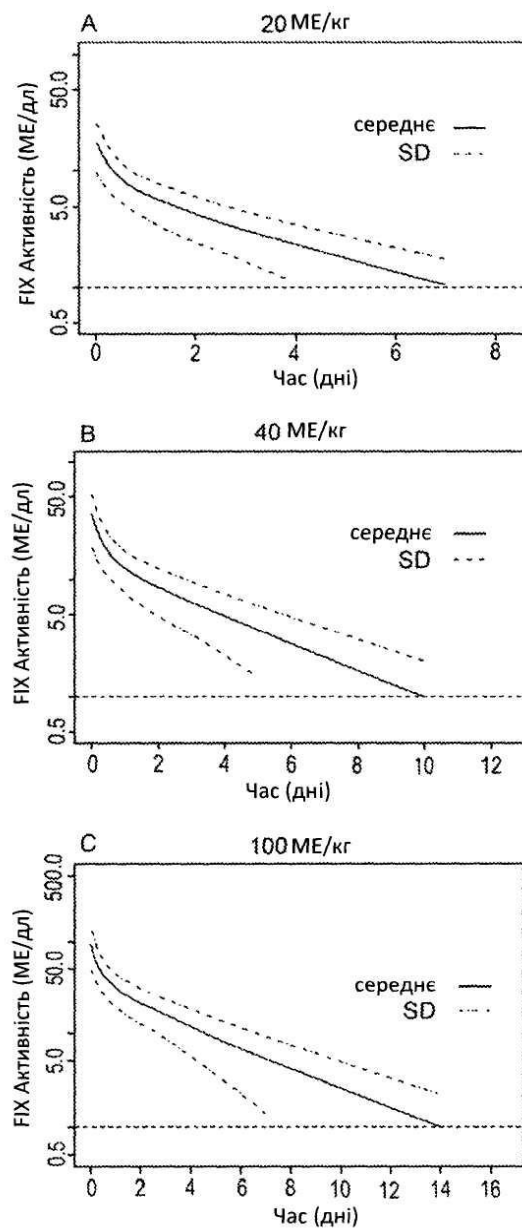 A
20 МЕ/кг
50.0
5.0
0.5
FIX Активність (МЕ/дл)
середнє
SD
0 2 4 6 8
Час (дні)
B
40 МЕ/кг
50.0
5.0
0.5
FIX Активність (МЕ/дл)
середнє
SD
0 2 4 6 8 10 12
Час (дні)
C
100 МЕ/кг
500.0
50.0
5.0
0.5
FIX Активність (МЕ/дл)
середнє
SD
0 2 4 6 8 10 12 14 16
Час (дні)